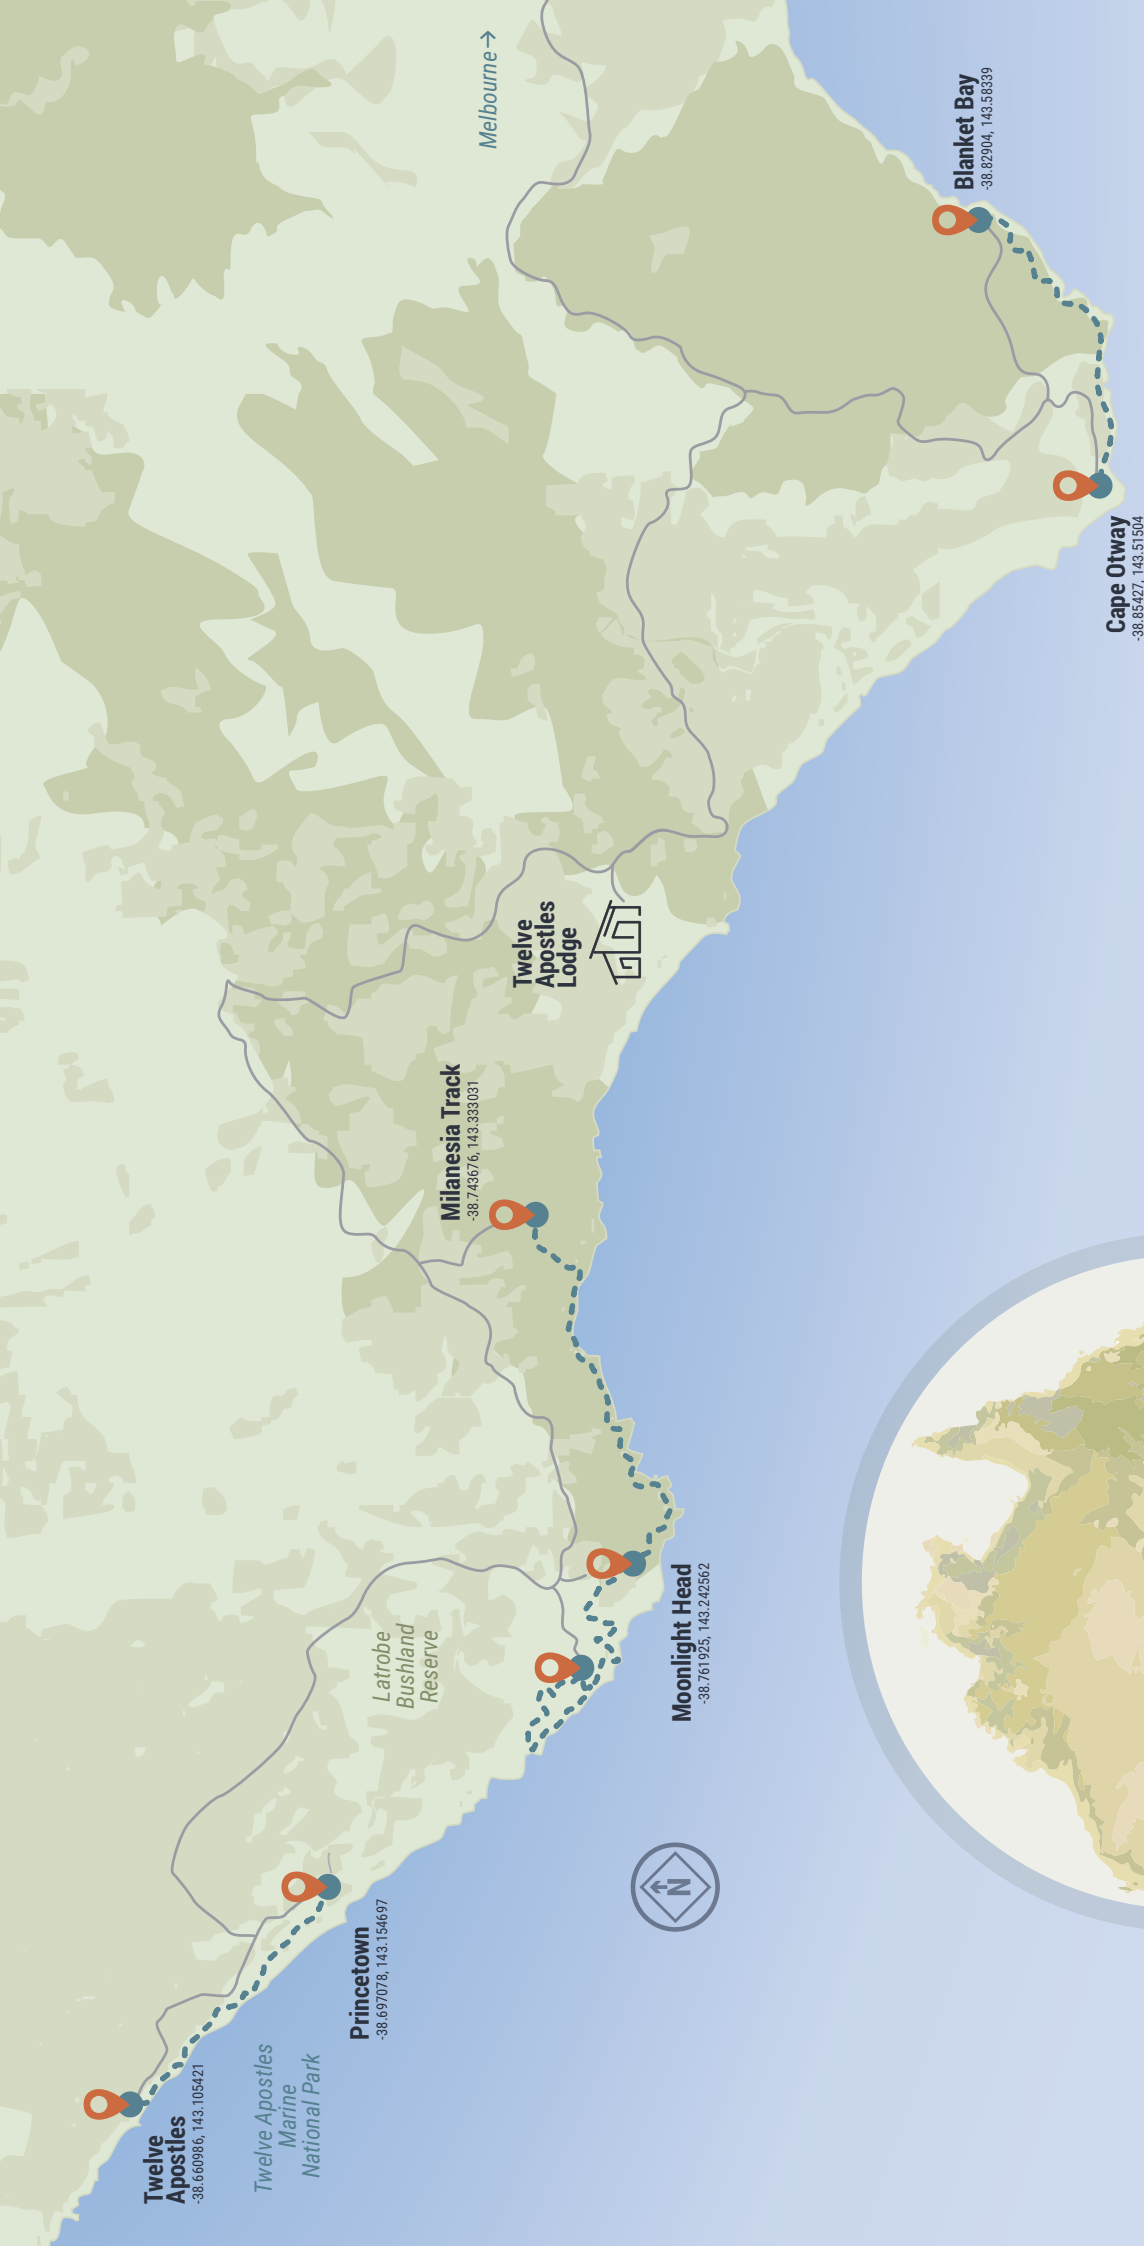 Melbourne→
Blanket Bay
-38.82904, 143.58339
Cape Otway
-38.85427, 143.51504
Twelve
Apostles
Lodge
Milanesia Track
-38.743676, 143.333031
Latrobe
Bushland
Reserve
Moonlight Head
-38.761925, 143.242562
N
Princetown
-38.697078, 143.154697
Twelve Apostles
Marine
National Park
Twelve
Apostles
-38.660986, 143.105421